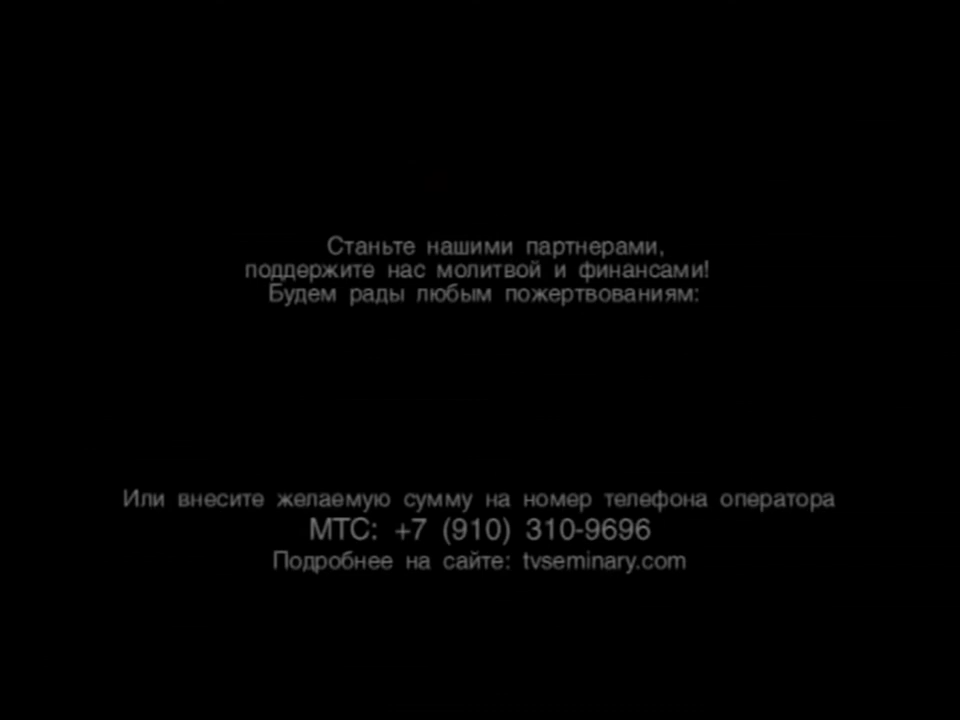 Станьте нашими партнерами,
поддержите нас молитвой и финансами!
Будем рады любым пожертвованиям:
Или внесите желаемую сумму на номер телефона оператора
МТС: +7 (910) 310-9696
Подробнее на сайте: tvseminary.com